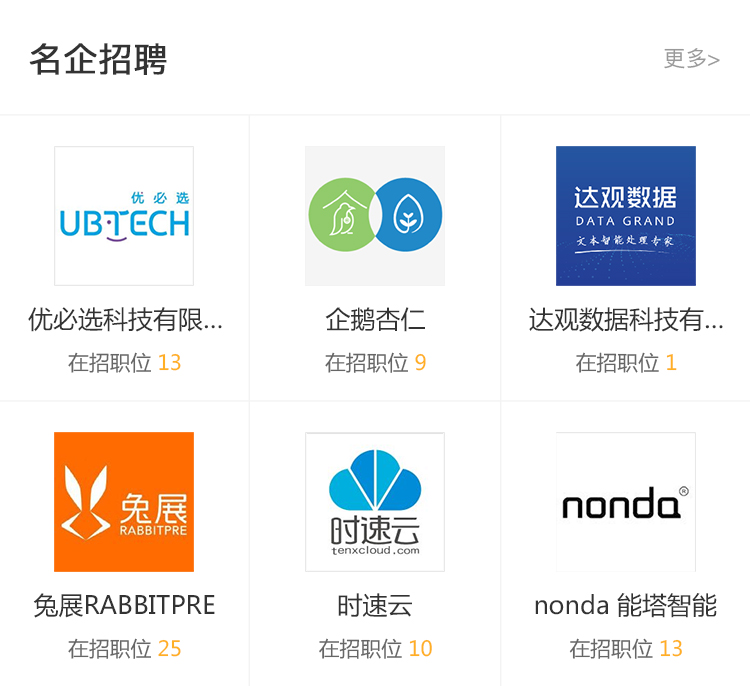 名企招聘
更多>
优必选
UBTECH
达观数据
DATA GRAND
文本智能处理专家
优必选科技有限...
企鹅杏仁
达观数据科技有...
在招职位 13
在招职位 9
在招职位 1
兔展
RABBITPRE
时速云
tenxcloud.com
nonda®
兔展RABBITPRE
时速云
nonda 能塔智能
在招职位 25
在招职位 10
在招职位 13